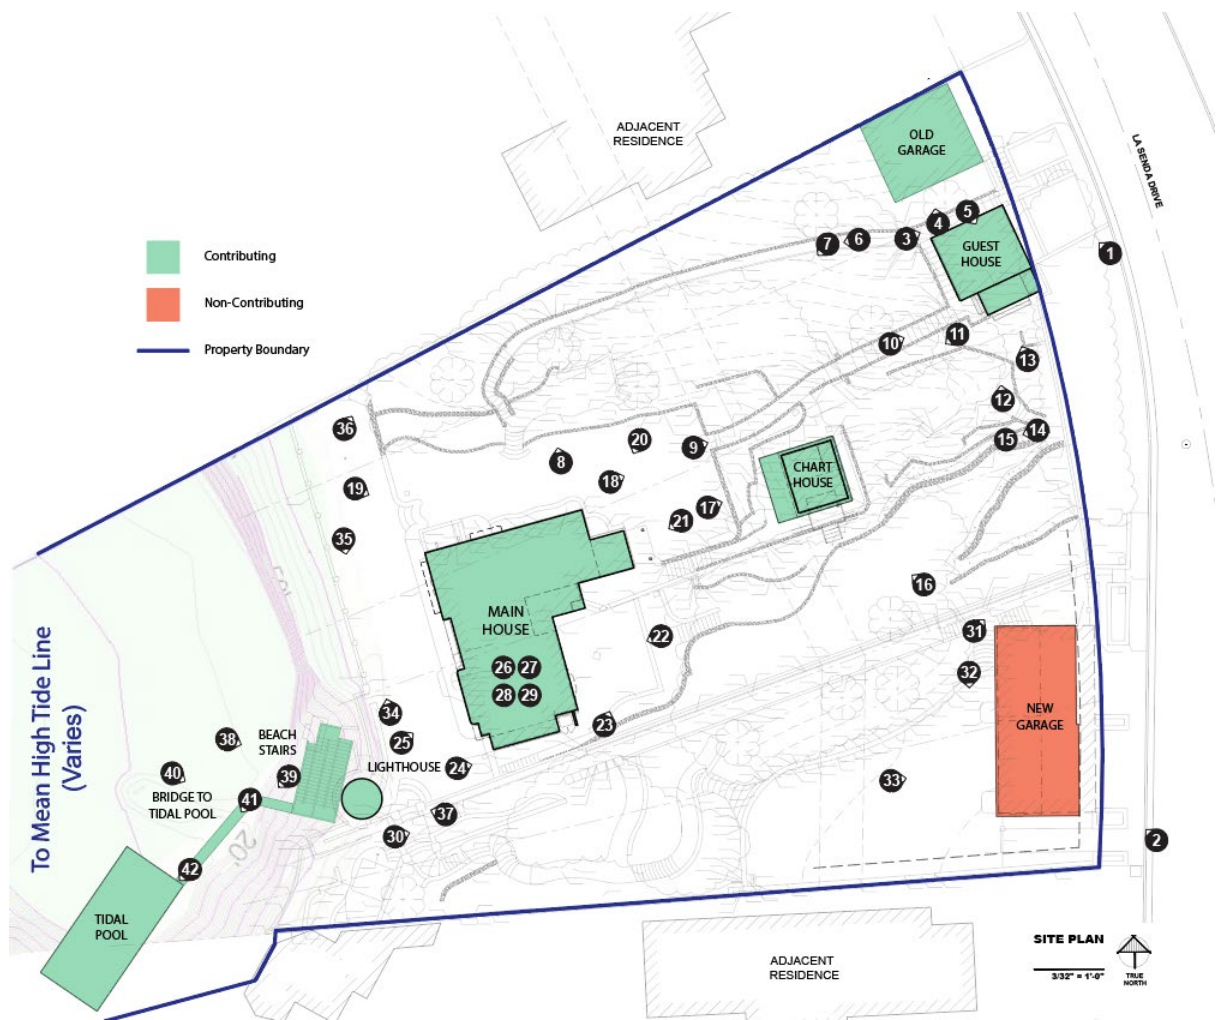 ADJACENT
RESIDENCE
OLD
GARAGE
LA SENDA DRIVE
Contributing
Non-Contributing
Property Boundary
5
4
3
6
7
GUEST
HOUSE
1
10
11
13
12
14
15
36
20
9
8
18
19
CHART
HOUSE
17
21
35
50'
16
MAIN
HOUSE
22
31
26 27
28 29
32
NEW
GARAGE
To Mean High Tide Line
(Varies)
34
23
38
BEACH
STAIRS
25
LIGHTHOUSE
24
40
39
33
BRIDGE TO
TIDAL POOL
41
37
30
20'
2
42
TIDAL
POOL
ADJACENT
RESIDENCE
SITE PLAN
3/32" = 1'-0"
TRUE
NORTH